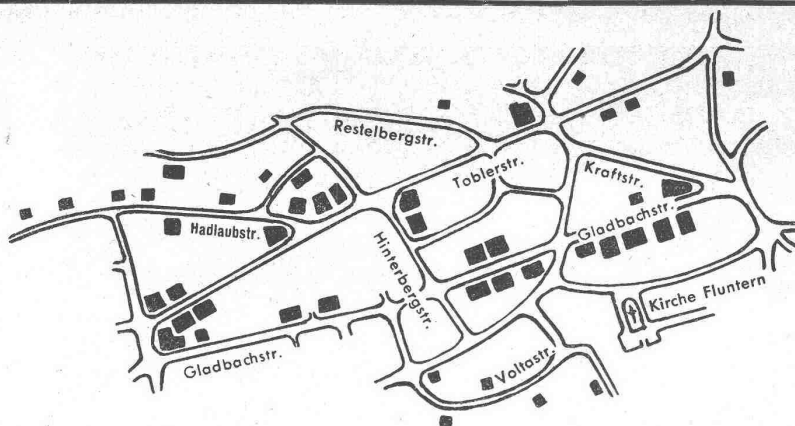 Restelbergstr.
Toblerstr.
Kraftstr.
Hadlaubstr.
Gladbachstr.
Hinterbergstr.
Kirche Fluntern
Gladbachstr.
Voltastr.